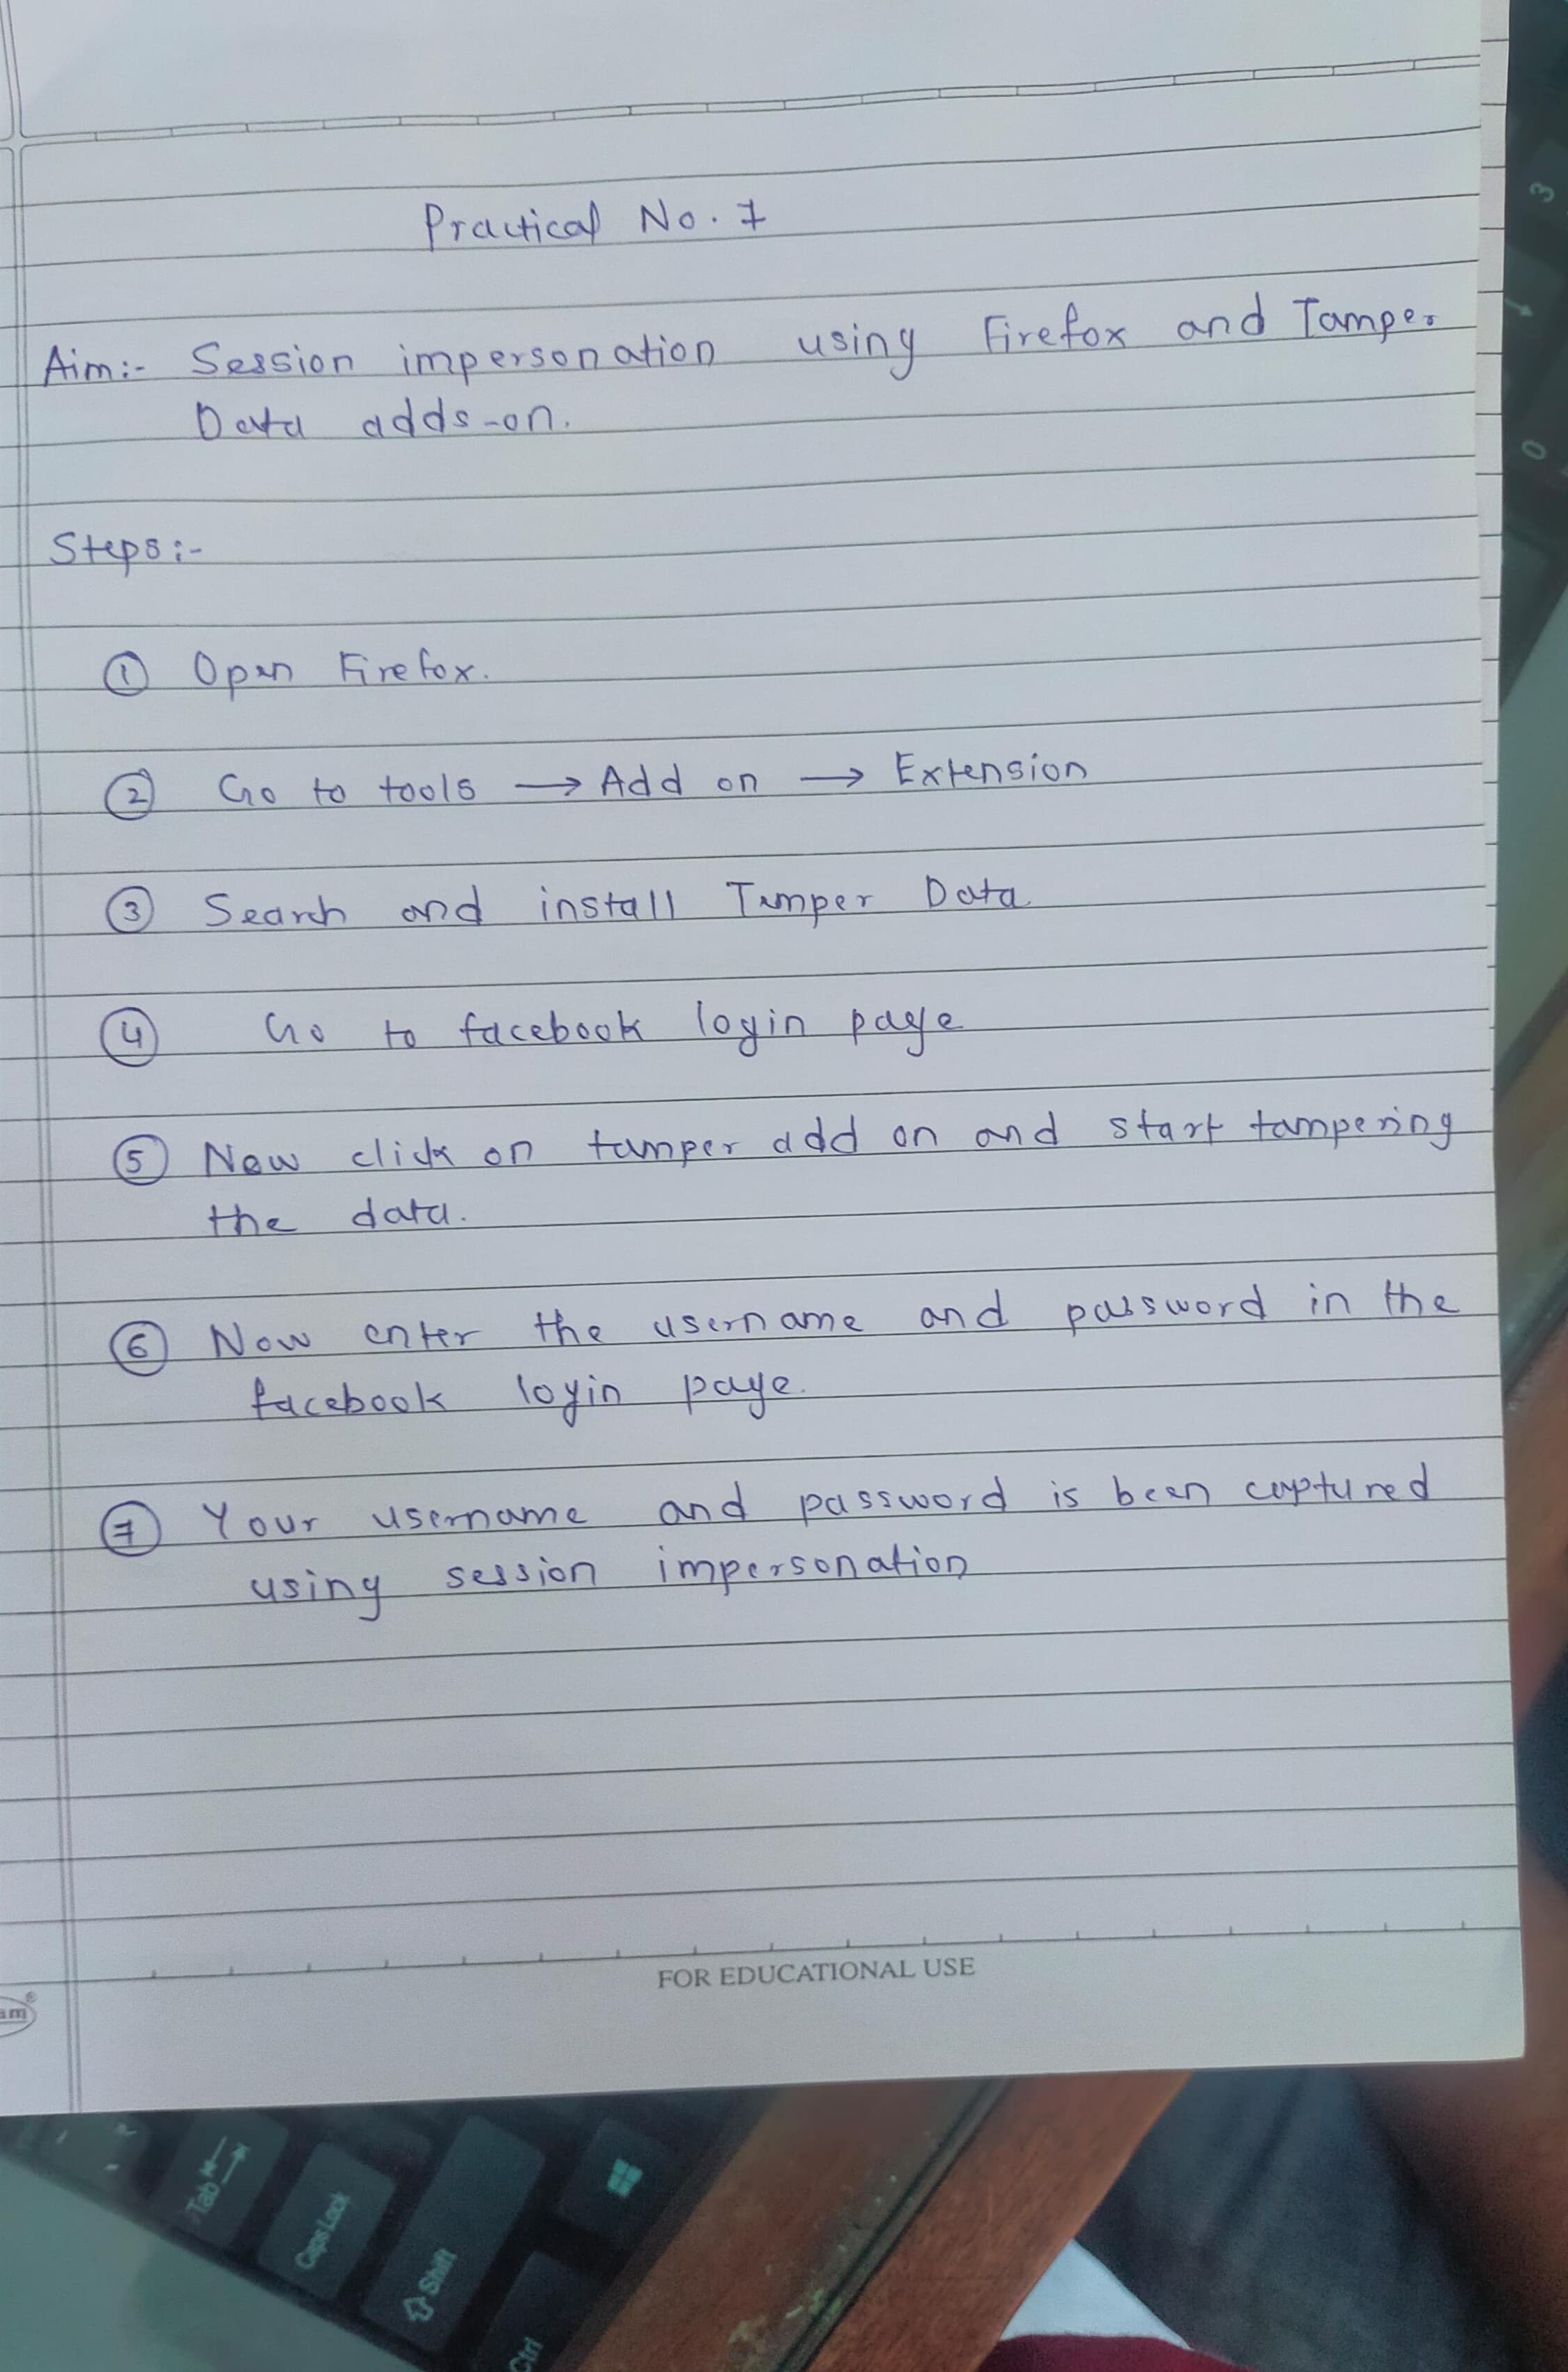 Practical No. 7
Aim:- Session impersonation using Firefox and Tamper
Data adds-on.
Steps:-
① Open Firefox.
② Go to tools → Add on → Extension
③ Search and install Tamper Data
④ Go to facebook login page
⑤ Now click on tamper add on and start tampering
the data.
⑥ Now enter the username and password in the
facebook login page.
⑦ Your username and password is been captured
using session impersonation
FOR EDUCATIONAL USE
am®
Tab
Caps Lock
Shift
Ctrl
3
0